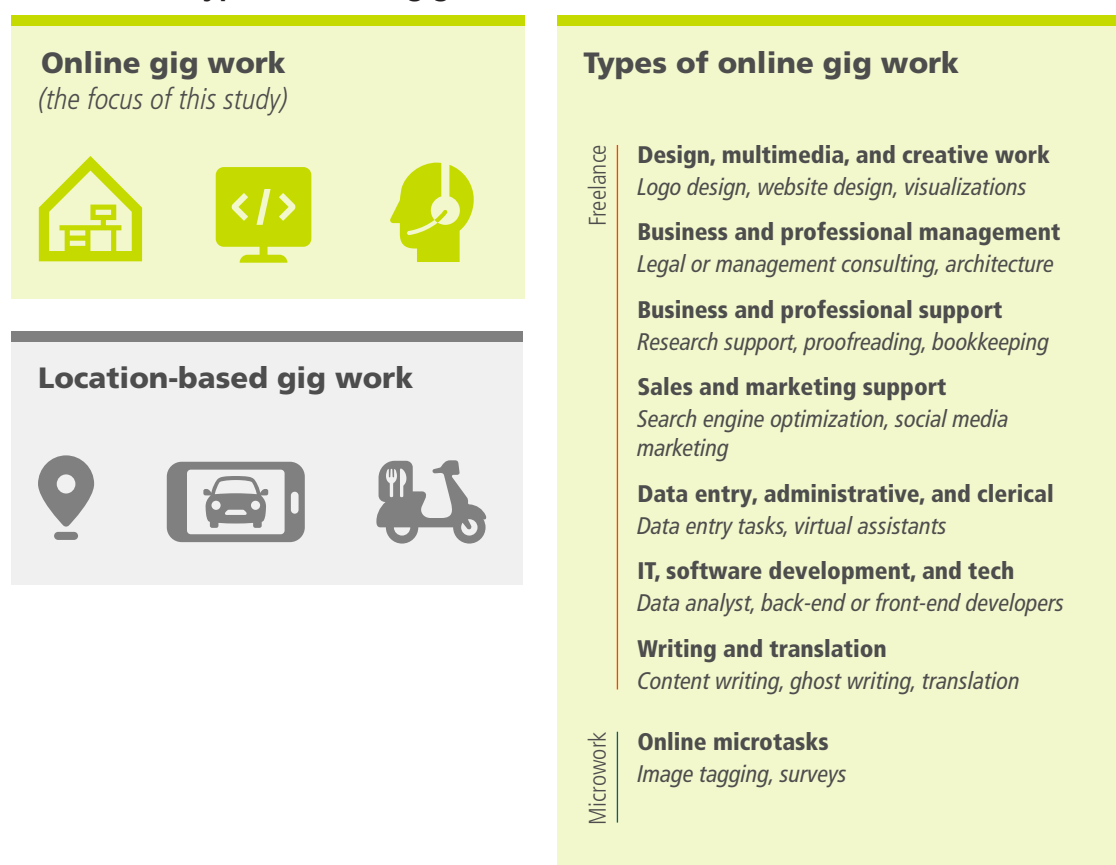 Online gig work
(the focus of this study)
</>
Location-based gig work
Types of online gig work
Freelance
Design, multimedia, and creative work
Logo design, website design, visualizations
Business and professional management
Legal or management consulting, architecture
Business and professional support
Research support, proofreading, bookkeeping
Sales and marketing support
Search engine optimization, social media
marketing
Data entry, administrative, and clerical
Data entry tasks, virtual assistants
IT, software development, and tech
Data analyst, back-end or front-end developers
Writing and translation
Content writing, ghost writing, translation
Microwork
Online microtasks
Image tagging, surveys